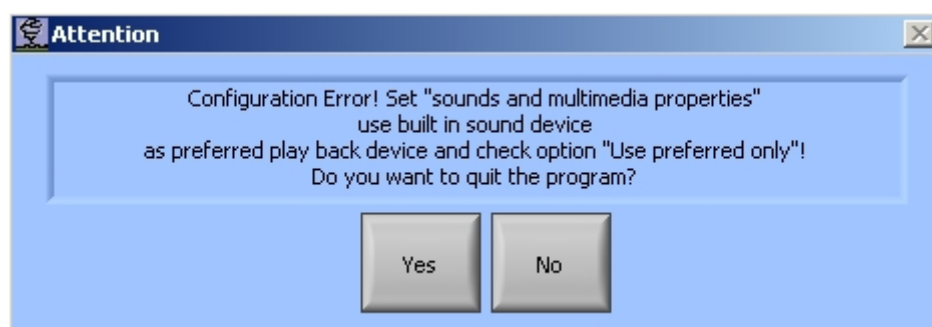 Attention
Configuration Error! Set "sounds and multimedia properties"
use built in sound device
as preferred play back device and check option "Use preferred only"!
Do you want to quit the program?
Yes
No